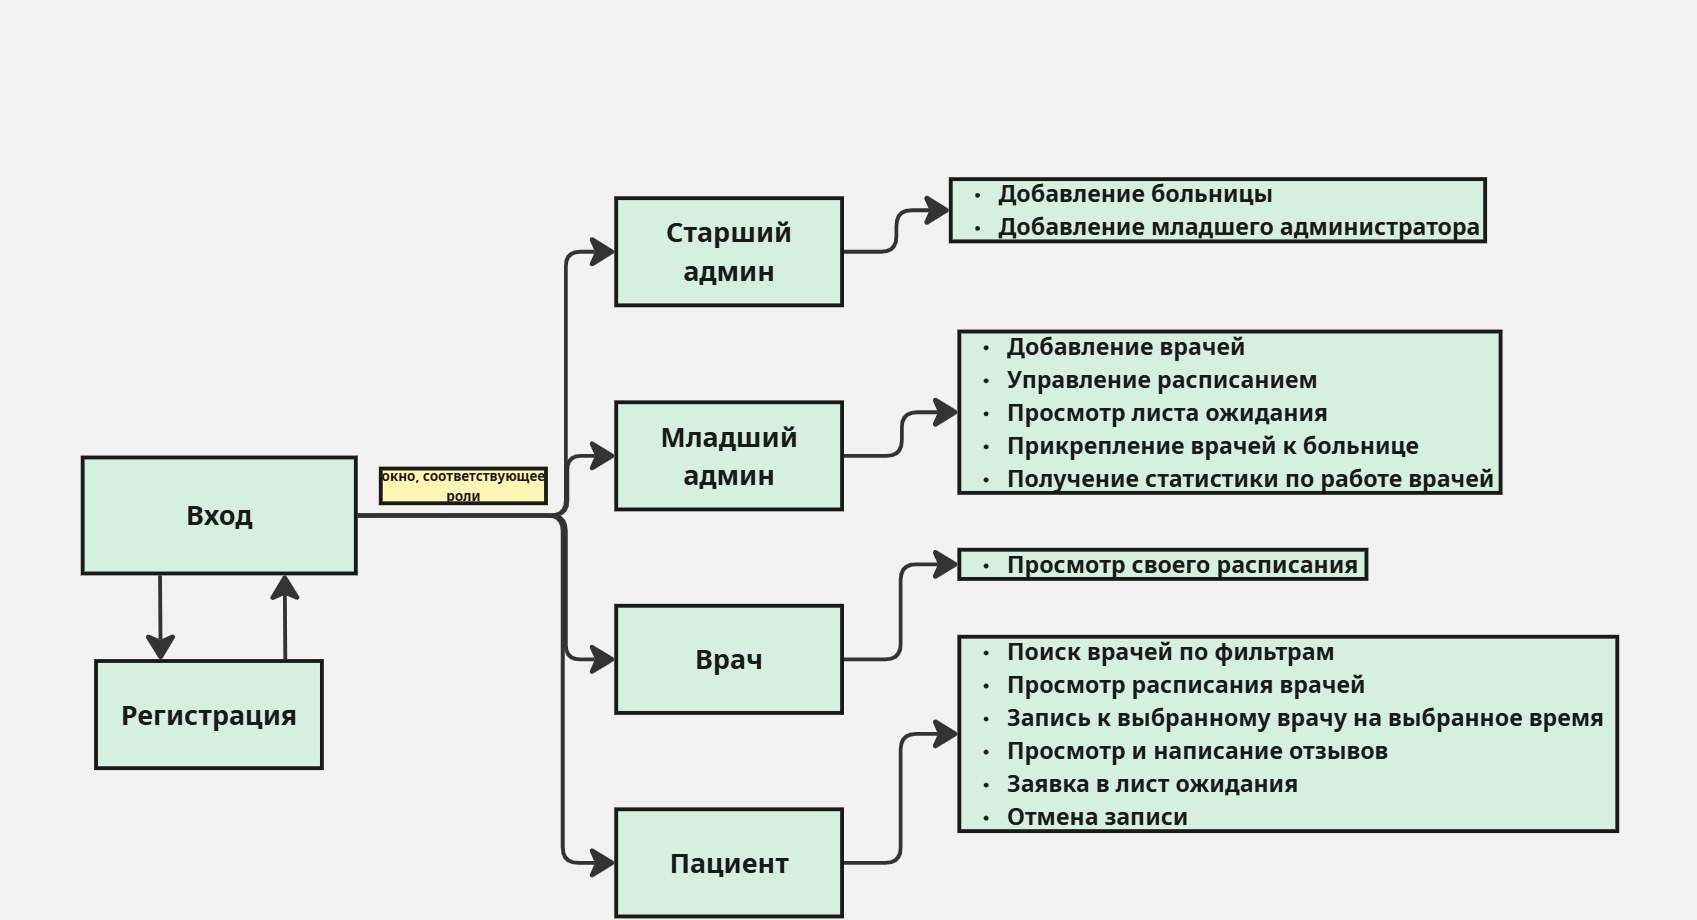 Вход
Регистрация
окно, соответствующее
роли
Старший
админ
• Добавление больницы
• Добавление младшего администратора
Младший
админ
• Добавление врачей
• Управление расписанием
• Просмотр листа ожидания
• Прикрепление врачей к больнице
• Получение статистики по работе врачей
Врач
• Просмотр своего расписания
Пациент
• Поиск врачей по фильтрам
• Просмотр расписания врачей
• Запись к выбранному врачу на выбранное время
• Просмотр и написание отзывов
• Заявка в лист ожидания
• Отмена записи